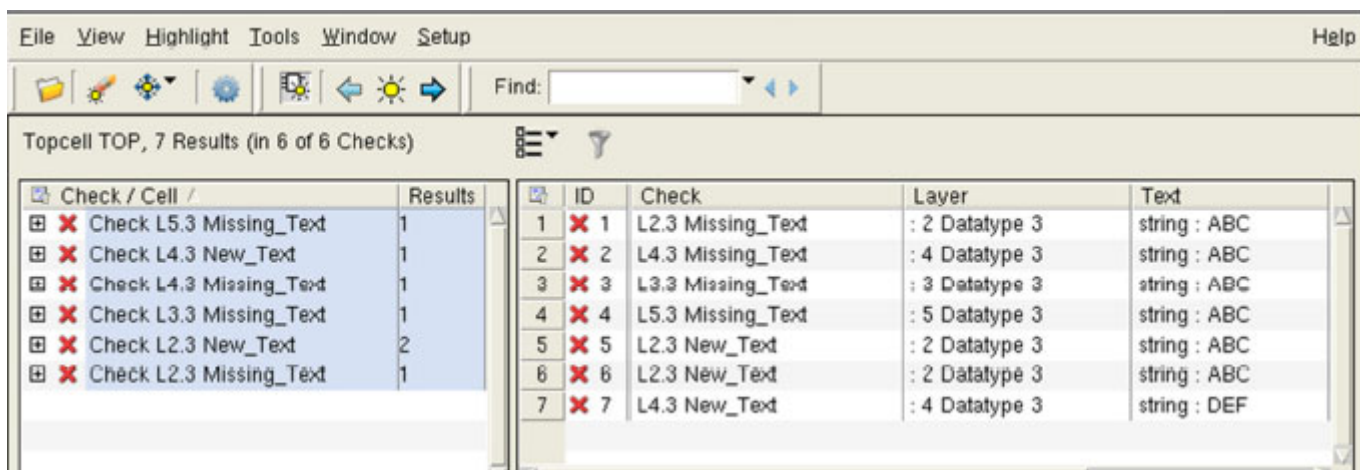 File View Highlight Tools Window Setup Help
Find:
Topcell TOP, 7 Results (in 6 of 6 Checks)
Check / Cell Results
Check L5.3 Missing_Text 1
Check L4.3 New_Text 1
Check L4.3 Missing_Text 1
Check L3.3 Missing_Text 1
Check L2.3 New_Text 2
Check L2.3 Missing_Text 1
ID Check Layer Text
1 1 L2.3 Missing_Text : 2 Datatype 3 string : ABC
2 2 L4.3 Missing_Text : 4 Datatype 3 string : ABC
3 3 L3.3 Missing_Text : 3 Datatype 3 string : ABC
4 4 L5.3 Missing_Text : 5 Datatype 3 string : ABC
5 5 L2.3 New_Text : 2 Datatype 3 string : ABC
6 6 L2.3 New_Text : 2 Datatype 3 string : ABC
7 7 L4.3 New_Text : 4 Datatype 3 string : DEF